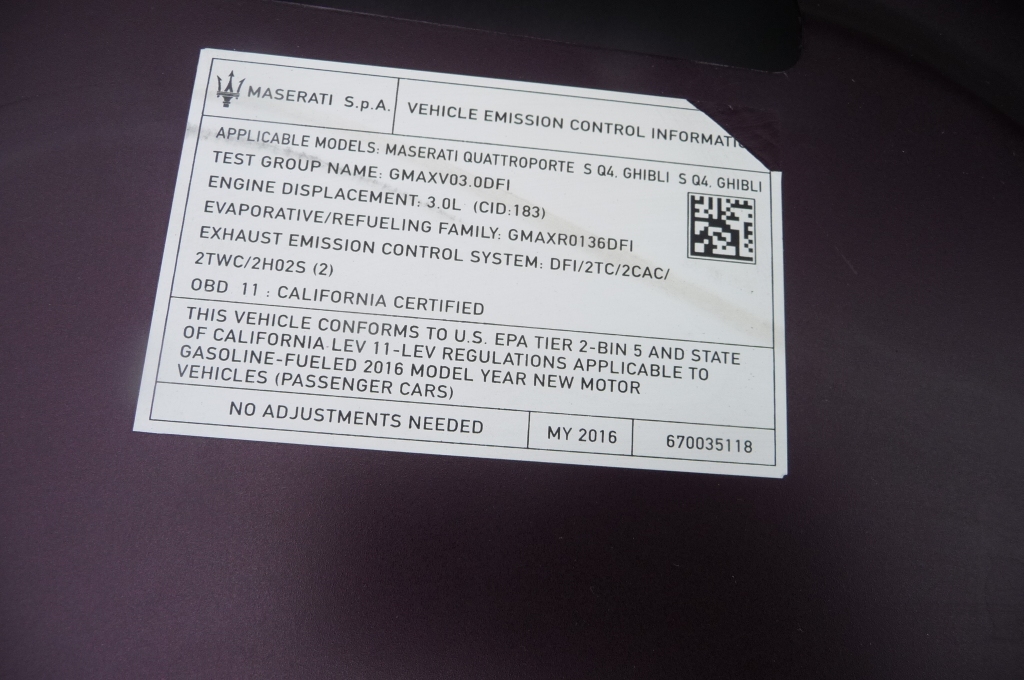 MASERATI S.p.A.
VEHICLE EMISSION CONTROL
APPLICABLE MODELS: MASERATI QUATTROPORTE S Q4, GHIBLI S Q4, GHIBLI
TEST GROUP NAME: GMAXV03.0DFI
ENGINE DISPLACEMENT: 3.0L (CID:183)
EVAPORATIVE/REFUELING FAMILY: GMAXR0136DFI
EXHAUST EMISSION CONTROL SYSTEM: DFI/2TC/2CAC/
2TWC/2H02S (2)
OBD 11 : CALIFORNIA CERTIFIED
THIS VEHICLE CONFORMS TO U.S. EPA TIER 2-BIN 5 AND STATE
OF CALIFORNIA LEV 11-LEV REGULATIONS APPLICABLE TO
GASOLINE-FUELED 2016 MODEL YEAR NEW MOTOR
VEHICLES (PASSENGER CARS)
NO ADJUSTMENTS NEEDED
MY 2016
670035118